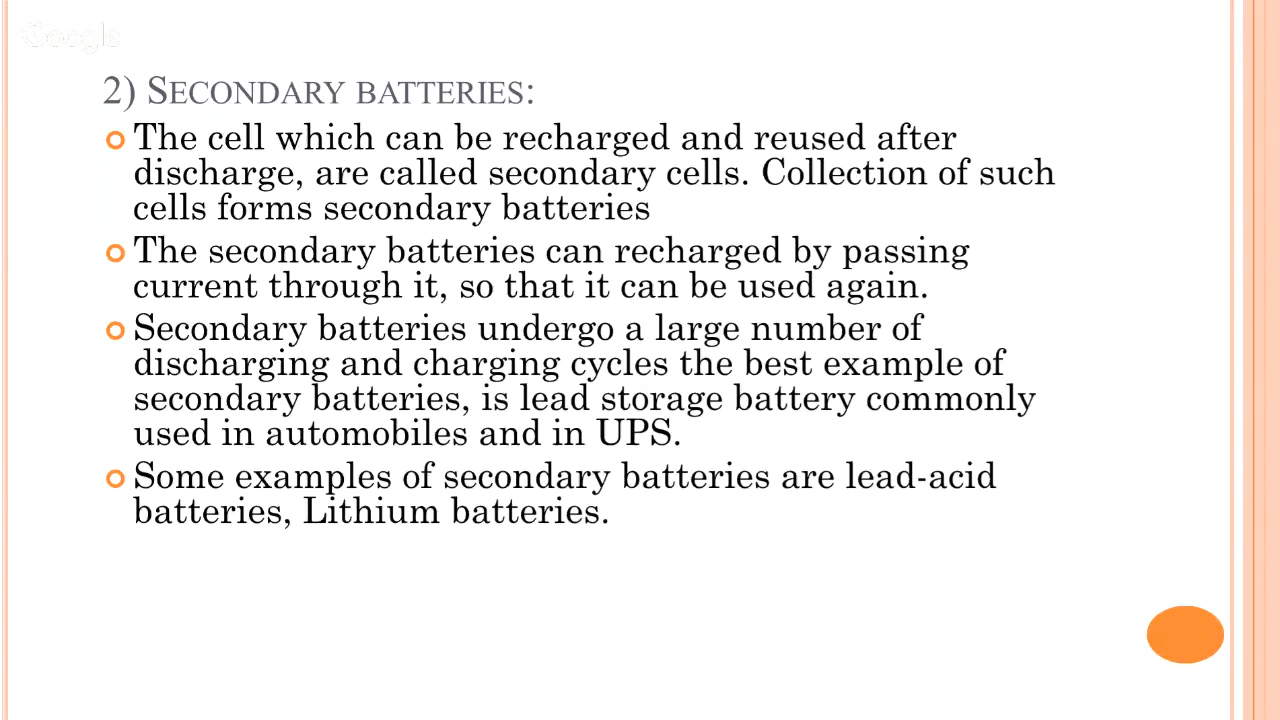 Google
2) SECONDARY BATTERIES:
The cell which can be recharged and reused after
discharge, are called secondary cells. Collection of such
cells forms secondary batteries
The secondary batteries can recharged by passing
current through it, so that it can be used again.
Secondary batteries undergo a large number of
discharging and charging cycles the best example of
secondary batteries, is lead storage battery commonly
used in automobiles and in UPS.
Some examples of secondary batteries are lead-acid
batteries, Lithium batteries.